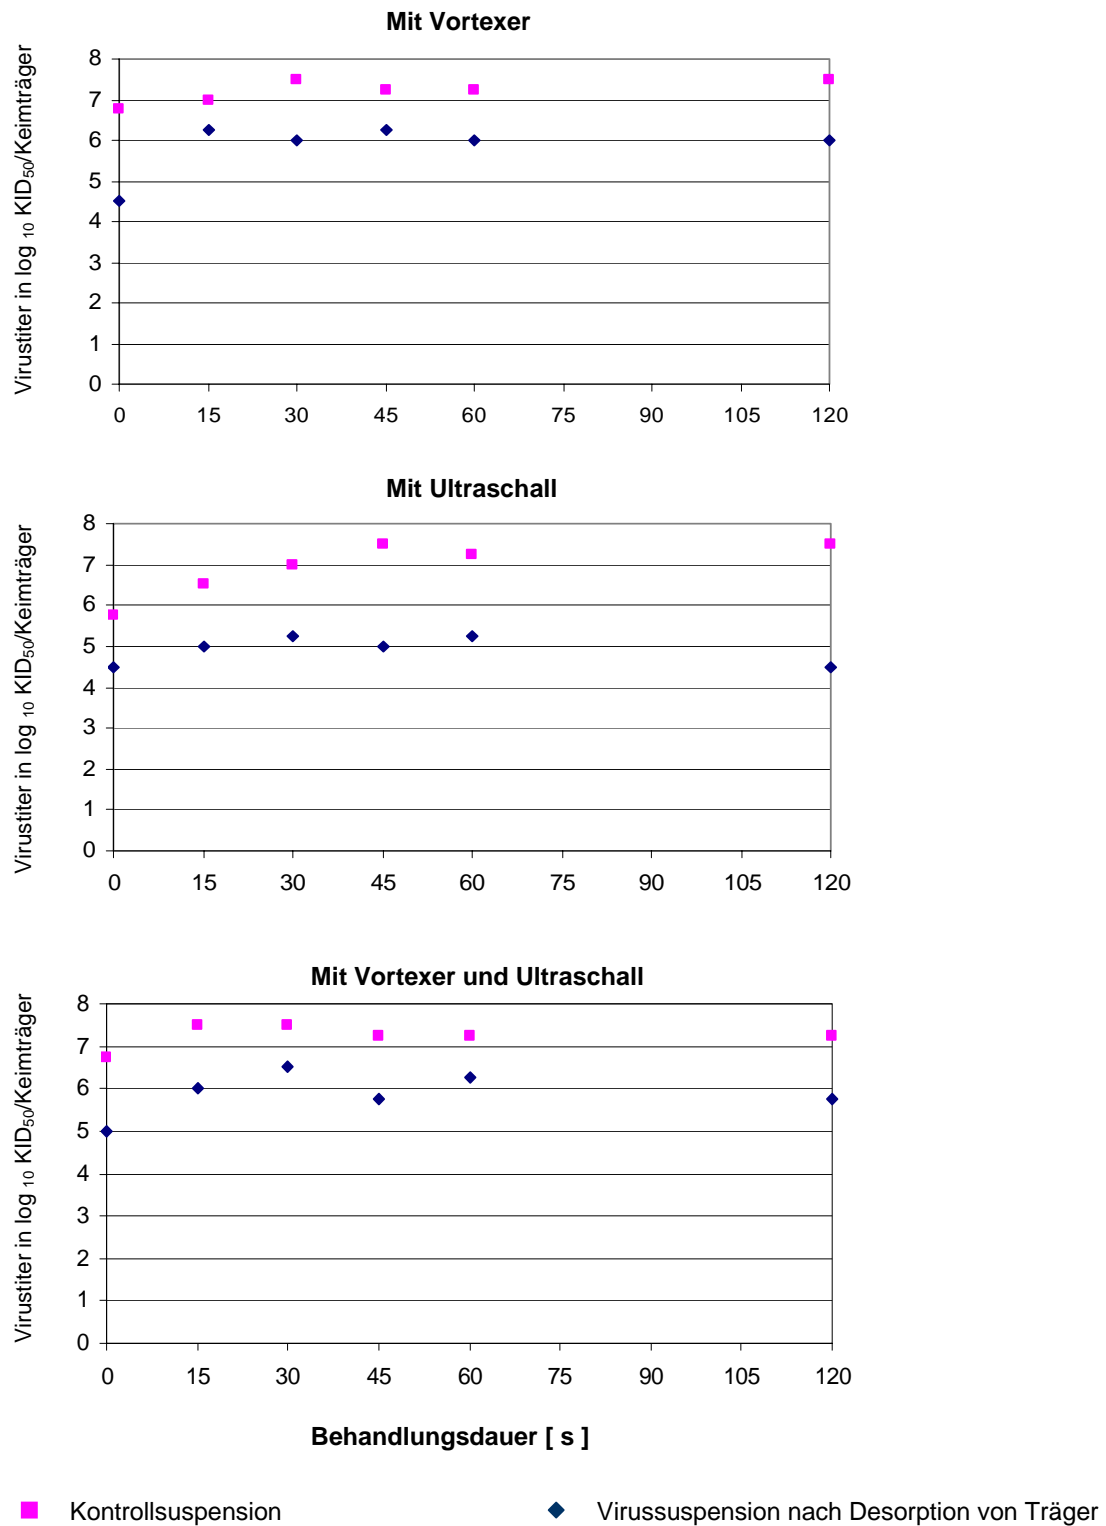 Mit Vortexer
Virustiter in log 10 KID50/Keimträger
8
7
6
5
4
3
2
1
0
0 15 30 45 60 75 90 105 120
Mit Ultraschall
Virustiter in log 10 KID50/Keimträger
8
7
6
5
4
3
2
1
0
0 15 30 45 60 75 90 105 120
Mit Vortexer und Ultraschall
Virustiter in log 10 KID50/Keimträger
8
7
6
5
4
3
2
1
0
0 15 30 45 60 75 90 105 120
Behandlungsdauer [ s ]
Kontrollsuspension
Virussuspension nach Desorption von Träger